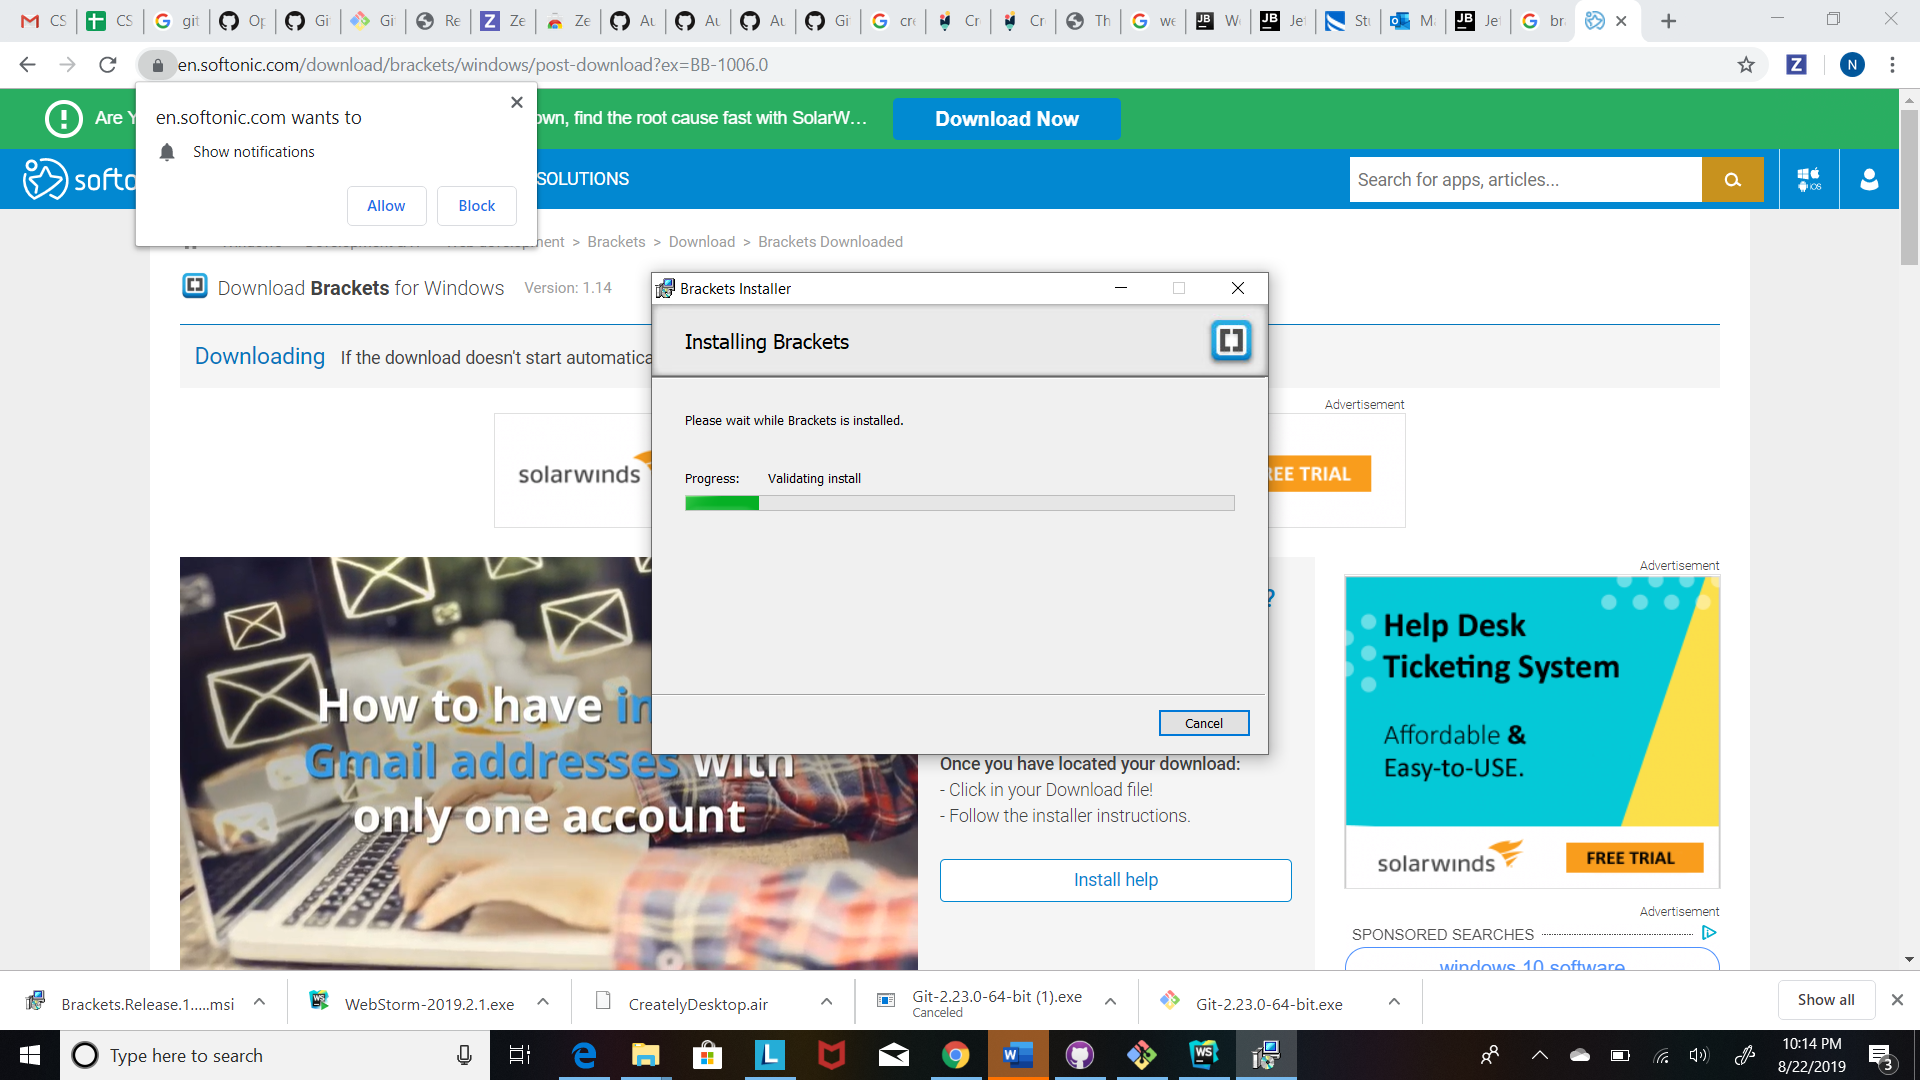 CS
CS
git
Op
Git
Gi
Re
Ze
Ze
Au
Au
Au
Git
cre
Cr
Cr
Th
we
We
Jet
Stu
Ma
Jet
br
en.softonic.com/download/brackets/windows/post-download?ex=BB-1006.0
Z
N
Are Y
own, find the root cause fast with SolarW...
Download Now
en.softonic.com wants to
Show notifications
Allow
Block
softo
SOLUTIONS
Search for apps, articles...
iOS
> Brackets > Download > Brackets Downloaded
Download Brackets for Windows
Version: 1.14
Downloading
If the download doesn't start automatica
Brackets Installer
Installing Brackets
Please wait while Brackets is installed.
Progress: Validating install
Cancel
Advertisement
solarwinds
REE TRIAL
?
How to have in
Gmail addresses with
only one account
Once you have located your download:
- Click in your Download file!
- Follow the installer instructions.
Install help
Advertisement
Help Desk
Ticketing System
Affordable &
Easy-to-USE.
solarwinds
FREE TRIAL
Advertisement
SPONSORED SEARCHES
windows 10 software
Brackets.Release.1.....msi
WebStorm-2019.2.1.exe
CreatelyDesktop.air
Git-2.23.0-64-bit (1).exe
Canceled
Git-2.23.0-64-bit.exe
Show all
Type here to search
L
W
WS
10:14 PM
8/22/2019
3